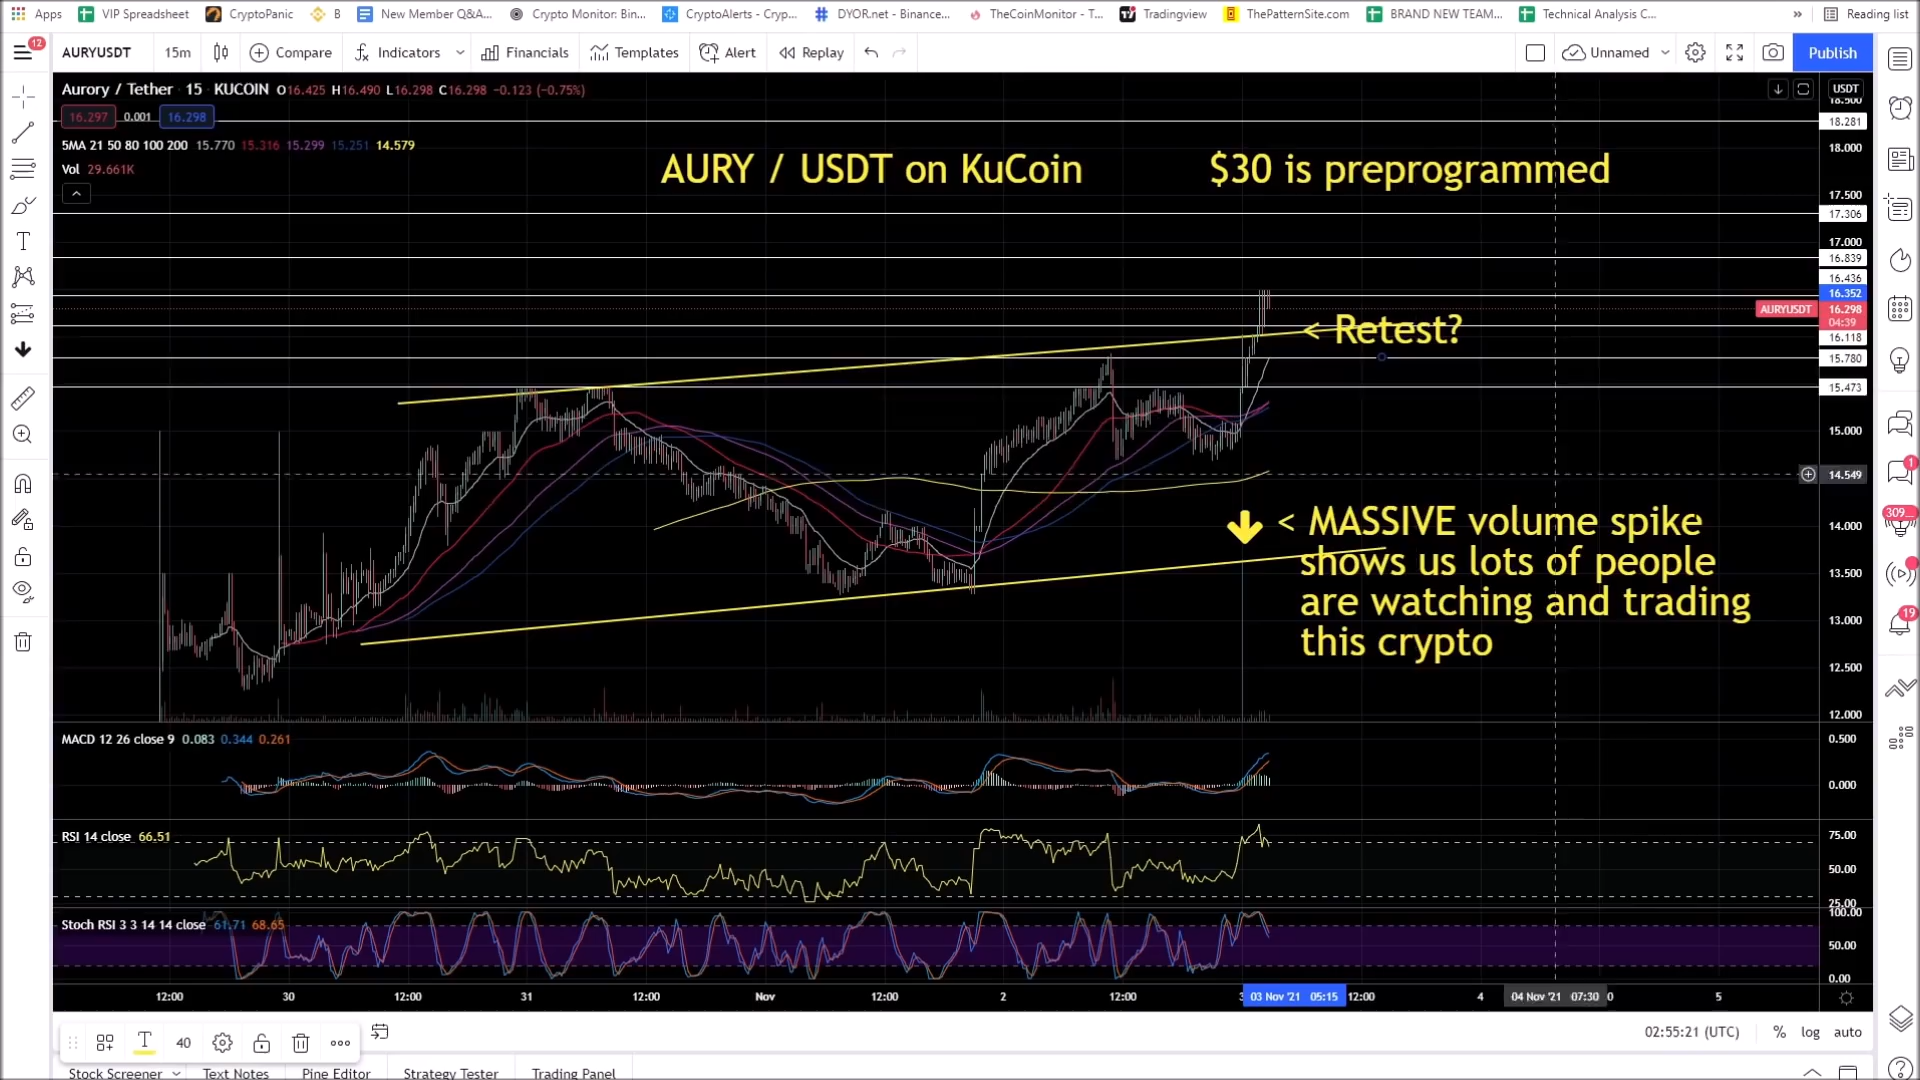 Apps VIP Spreadsheet CryptoPanic B New Member Q&A... Crypto Monitor: Bin... CryptoAlerts - Cryp... DYOR.net - Binance... TheCoinMonitor - T... Tradingview ThePatternSite.com BRAND NEW TEAM... Technical Analysis C... » Reading list
12 AURYUSDT 15m Compare Indicators Financials Templates Alert Replay Unnamed Publish
Aurory / Tether 15 KUCOIN O16.425 H16.490 L16.298 C16.298 −0.123 (−0.75%) USDT
18.500
16.297 0.001 16.298
18.281
5MA 21 50 80 100 200 15.770 15.316 15.299 15.251 14.579
18.000
Vol 29.661K
AURY / USDT on KuCoin $30 is preprogrammed
17.500
17.306
17.000
16.839
16.436
16.352
AURYUSDT 16.298
04:39
< Retest?
16.118
15.780
15.473
15.000
14.549
1
309...
14.000
< MASSIVE volume spike
shows us lots of people
are watching and trading
this crypto
13.500
13.000
19
12.500
12.000
MACD 12 26 close 9 0.083 0.344 0.261
0.500
0.000
RSI 14 close 66.51
75.00
50.00
25.00
Stoch RSI 3 3 14 14 close 61.71 68.65
100.00
50.00
0.00
12:00 30 12:00 31 12:00 Nov 12:00 2 12:00 3 03 Nov '21 05:15 12:00 4 04 Nov '21 07:30 0 5
40 02:55:21 (UTC) % log auto
Stock Screener Text Notes Pine Editor Strategy Tester Trading Panel